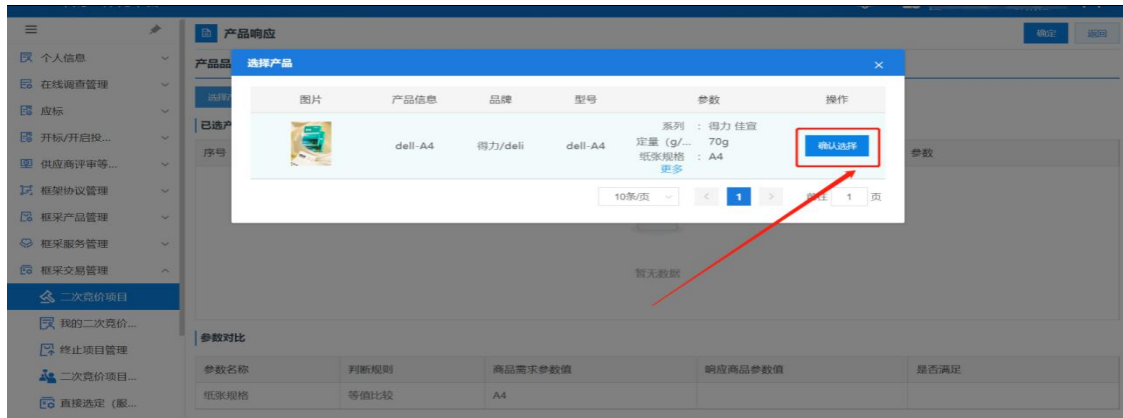 产品响应
确定
返回
个人信息
在线调查管理
应标
开标/开启投...
供应商评审等...
框架协议管理
框采产品管理
框采服务管理
框采交易管理
二次竞价项目
我的二次竞价...
终止项目管理
二次竞价项目...
直接选定（服...
产品品
选择产品
×
图片 产品信息 品牌 型号 参数 操作
dell-A4 得力/deli dell-A4
系列 : 得力 佳宣
定量 (g/... 70g
纸张规格 : A4
更多
确认选择
10条/页 < 1 > 前往 1 页
已选产
序号 参数
暂无数据
参数对比
参数名称 判断规则 商品需求参数值 响应商品参数值 是否满足
纸张规格 等值比较 A4